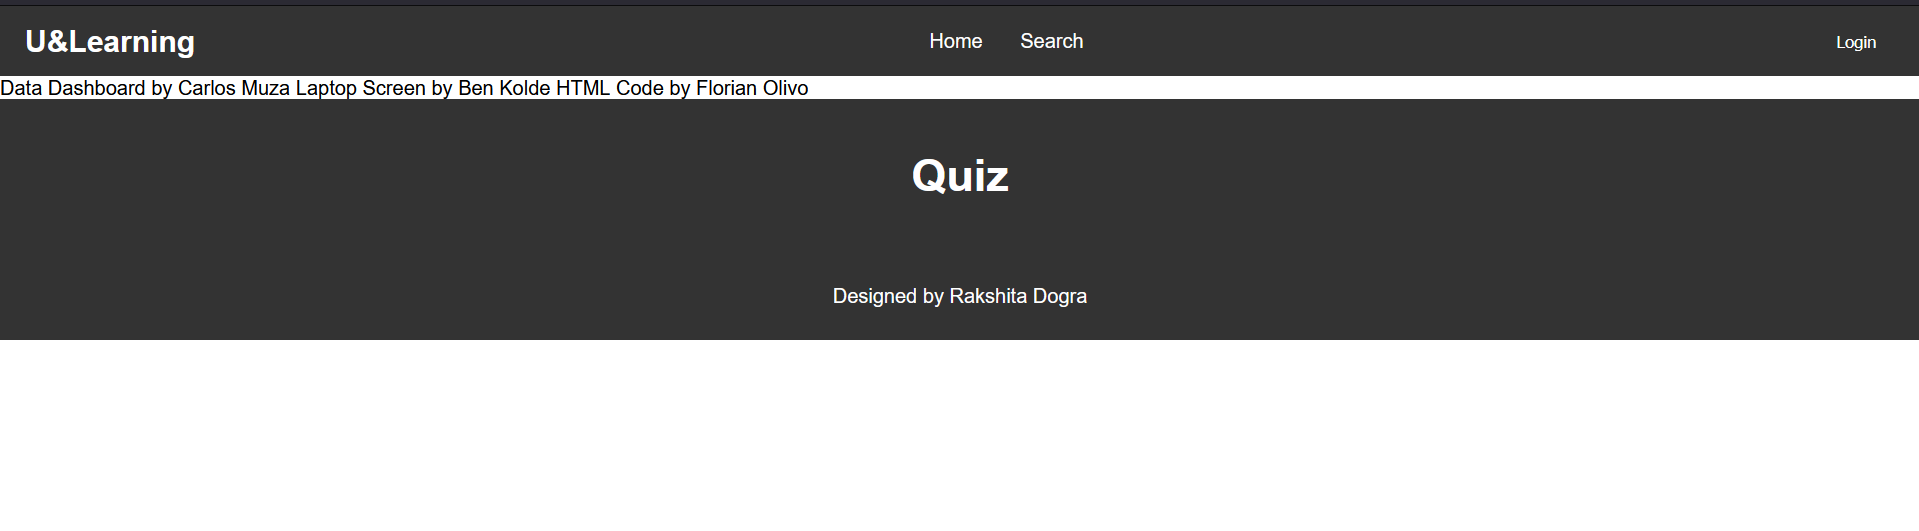 U&Learning Home Search Login
Data Dashboard by Carlos Muza Laptop Screen by Ben Kolde HTML Code by Florian Olivo
Quiz
Designed by Rakshita Dogra